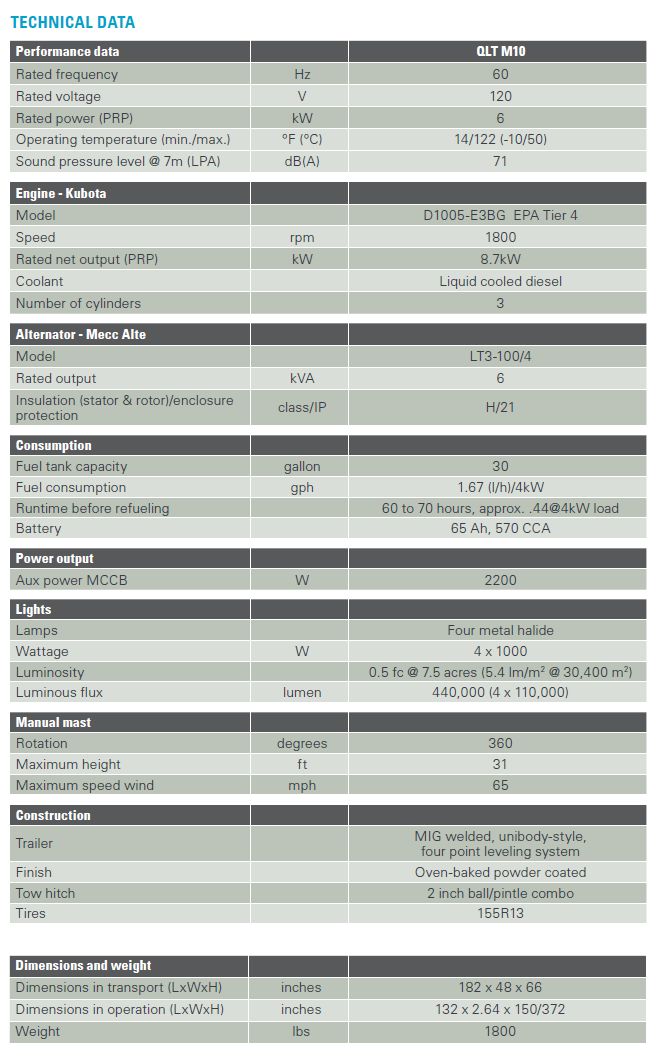 TECHNICAL DATA
Performance data QLT M10
Rated frequency Hz 60
Rated voltage V 120
Rated power (PRP) kW 6
Operating temperature (min./max.) °F (°C) 14/122 (-10/50)
Sound pressure level @ 7m (LPA) dB(A) 71
Engine - Kubota
Model D1005-E3BG EPA Tier 4
Speed rpm 1800
Rated net output (PRP) kW 8.7kW
Coolant Liquid cooled diesel
Number of cylinders 3
Alternator - Mecc Alte
Model LT3-100/4
Rated output kVA 6
Insulation (stator & rotor)/enclosure
protection class/IP H/21
Consumption
Fuel tank capacity gallon 30
Fuel consumption gph 1.67 (l/h)/4kW
Runtime before refueling 60 to 70 hours, approx. .44@4kW load
Battery 65 Ah, 570 CCA
Power output
Aux power MCCB W 2200
Lights
Lamps Four metal halide
Wattage W 4 x 1000
Luminosity 0.5 fc @ 7.5 acres (5.4 lm/m² @ 30,400 m²)
Luminous flux lumen 440,000 (4 x 110,000)
Manual mast
Rotation degrees 360
Maximum height ft 31
Maximum speed wind mph 65
Construction
Trailer MIG welded, unibody-style,
four point leveling system
Finish Oven-baked powder coated
Tow hitch 2 inch ball/pintle combo
Tires 155R13
Dimensions and weight
Dimensions in transport (LxWxH) inches 182 x 48 x 66
Dimensions in operation (LxWxH) inches 132 x 2.64 x 150/372
Weight lbs 1800